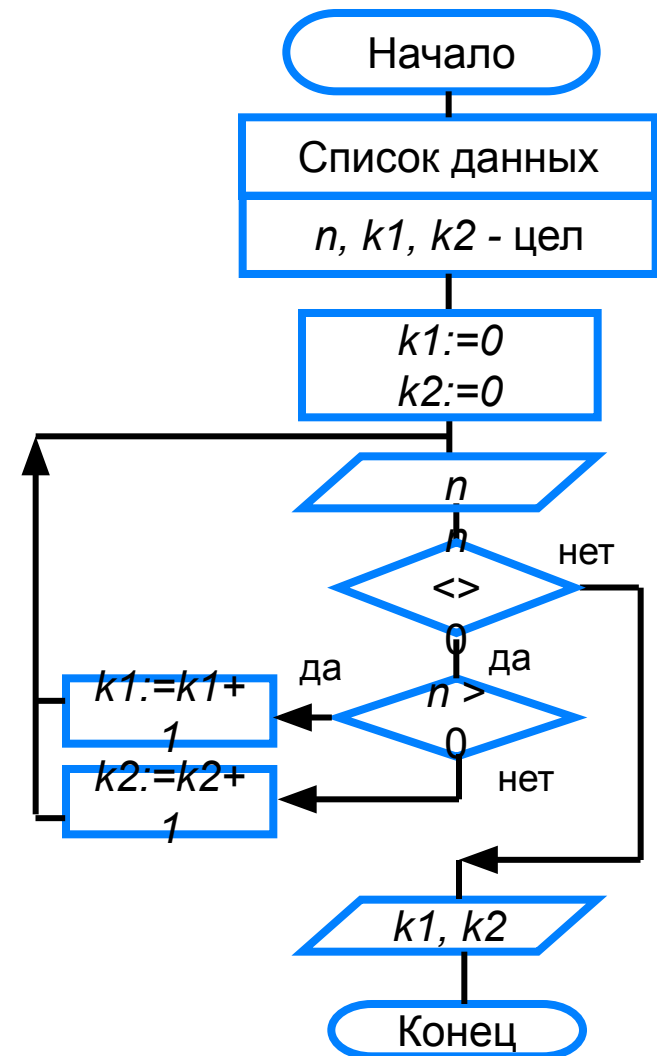 Начало
Список данных
n, k1, k2 - цел
k1:=0
k2:=0
n
n
<>
0
нет
да
да
n >
0
k1:=k1+
1
нет
k2:=k2+
1
k1, k2
Конец